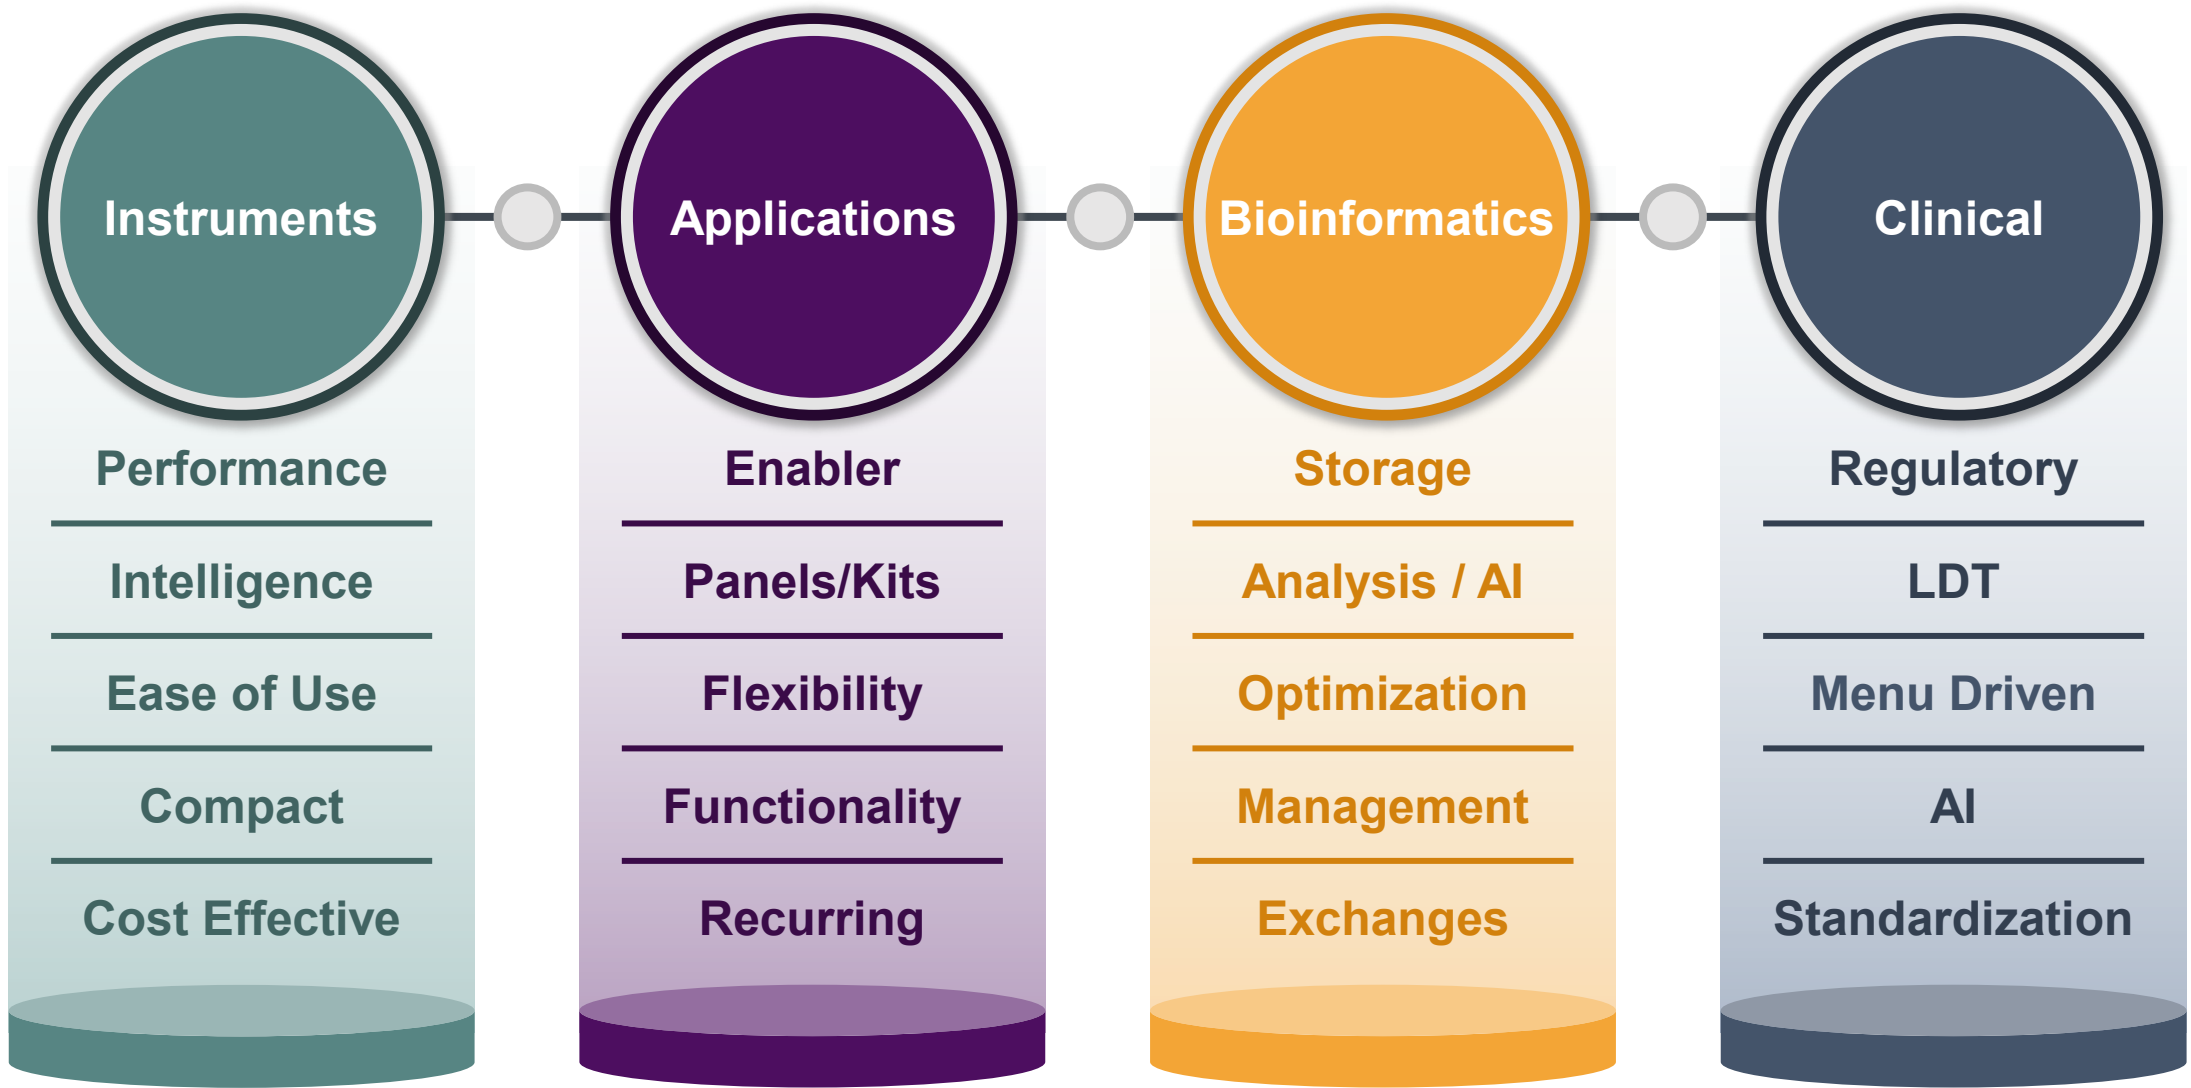 Instruments
Performance
Intelligence
Ease of Use
Compact
Cost Effective
Applications
Enabler
Panels/Kits
Flexibility
Functionality
Recurring
Bioinformatics
Storage
Analysis / AI
Optimization
Management
Exchanges
Clinical
Regulatory
LDT
Menu Driven
AI
Standardization